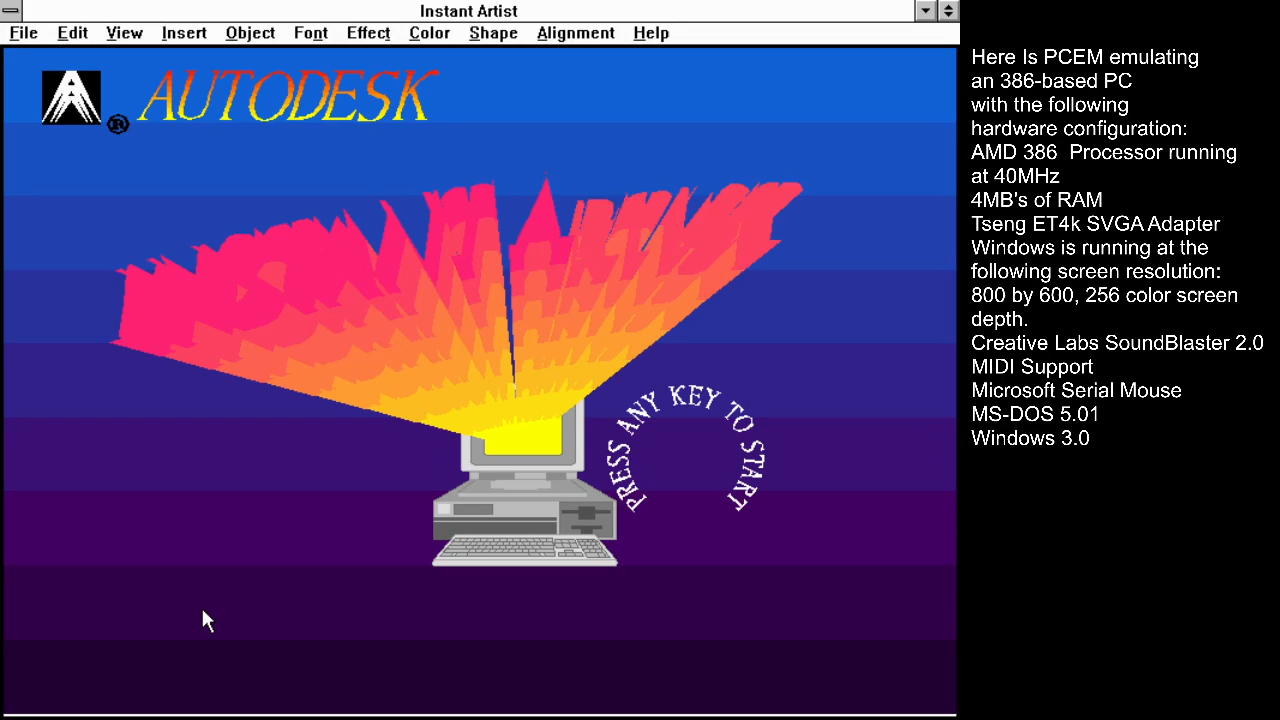 Instant Artist
File Edit View Insert Object Font Effect Color Shape Alignment Help
® AUTODESK
PRESS ANY KEY TO START
Here Is PCEM emulating
an 386-based PC
with the following
hardware configuration:
AMD 386 Processor running
at 40MHz
4MB's of RAM
Tseng ET4k SVGA Adapter
Windows is running at the
following screen resolution:
800 by 600, 256 color screen
depth.
Creative Labs SoundBlaster 2.0
MIDI Support
Microsoft Serial Mouse
MS-DOS 5.01
Windows 3.0